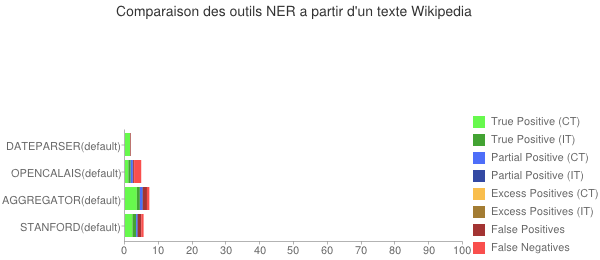 Comparaison des outils NER a partir d'un texte Wikipedia
DATEPARSER(default)
OPENCALAIS(default)
AGGREGATOR(default)
STANFORD(default)
0 10 20 30 40 50 60 70 80 90 100
True Positive (CT)
True Positive (IT)
Partial Positive (CT)
Partial Positive (IT)
Excess Positives (CT)
Excess Positives (IT)
False Positives
False Negatives